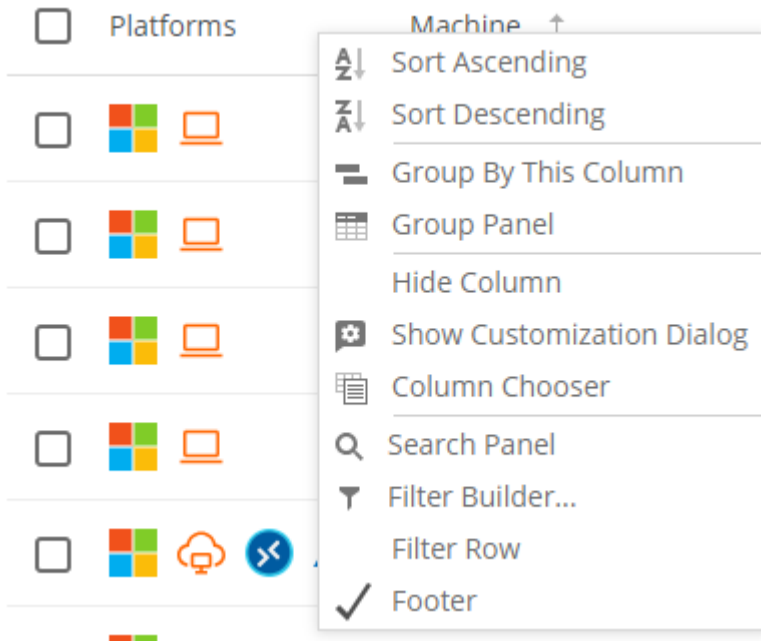 Platforms Machine
Sort Ascending
Sort Descending
Group By This Column
Group Panel
Hide Column
Show Customization Dialog
Column Chooser
Search Panel
Filter Builder...
Filter Row
Footer